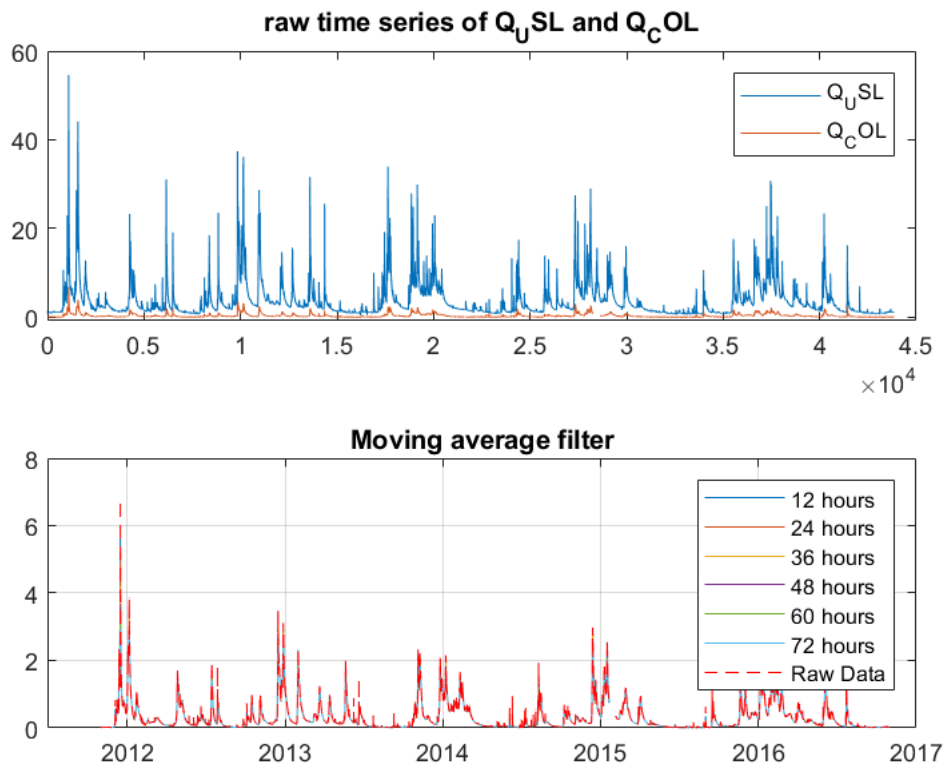 raw time series of Q_USL and Q_COL
60
40
20
0
Q_USL
Q_COL
0 0.5 1 1.5 2 2.5 3 3.5 4 4.5
×10^4
Moving average filter
8
6
4
2
0
12 hours
24 hours
36 hours
48 hours
60 hours
72 hours
Raw Data
2012 2013 2014 2015 2016 2017